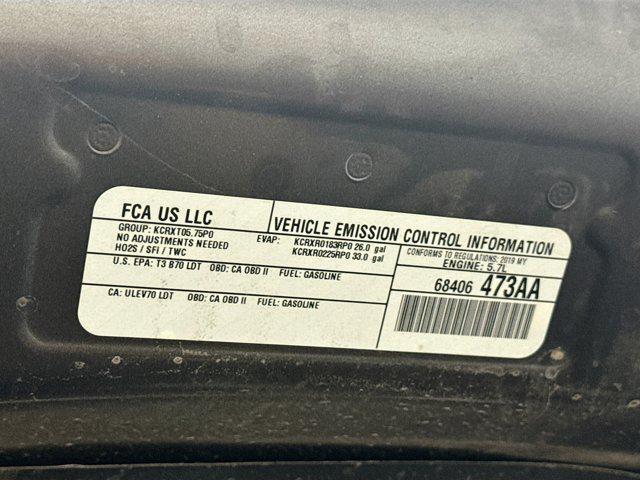 FCA US LLC
GROUP: KCRXT05.75P0
NO ADJUSTMENTS NEEDED
HO2S / SFI / TWC
EVAP: KCRXR0183RP0 26.0 gal
KCRXR0225RP0 33.0 gal
U.S. EPA: T3 B70 LDT OBD: CA OBD II FUEL: GASOLINE
CA: ULEV70 LDT OBD: CA OBD II FUEL: GASOLINE
VEHICLE EMISSION CONTROL INFORMATION
CONFORMS TO REGULATIONS: 2019 MY
ENGINE: 5.7L
68406 473AA